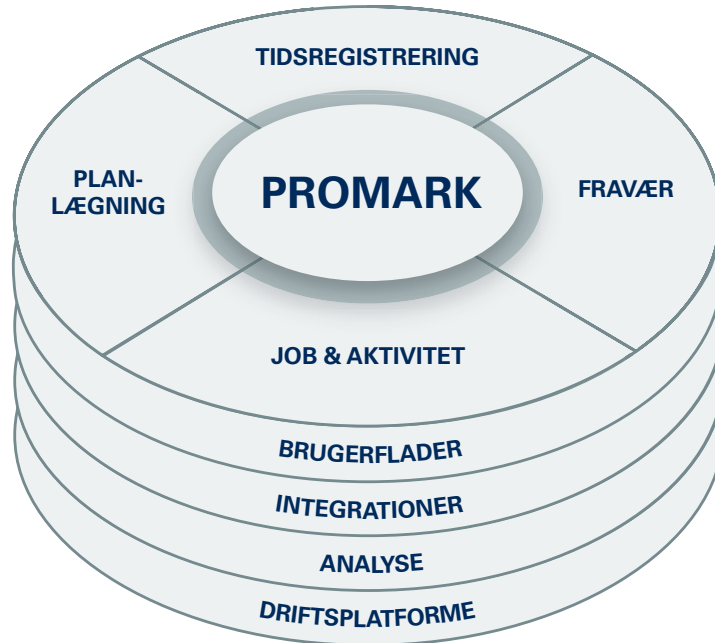 TIDSREGISTRERING
PLAN-
LÆGNING
PROMARK
FRAVÆR
JOB & AKTIVITET
BRUGERFLADER
INTEGRATIONER
ANALYSE
DRIFTSPLATFORME